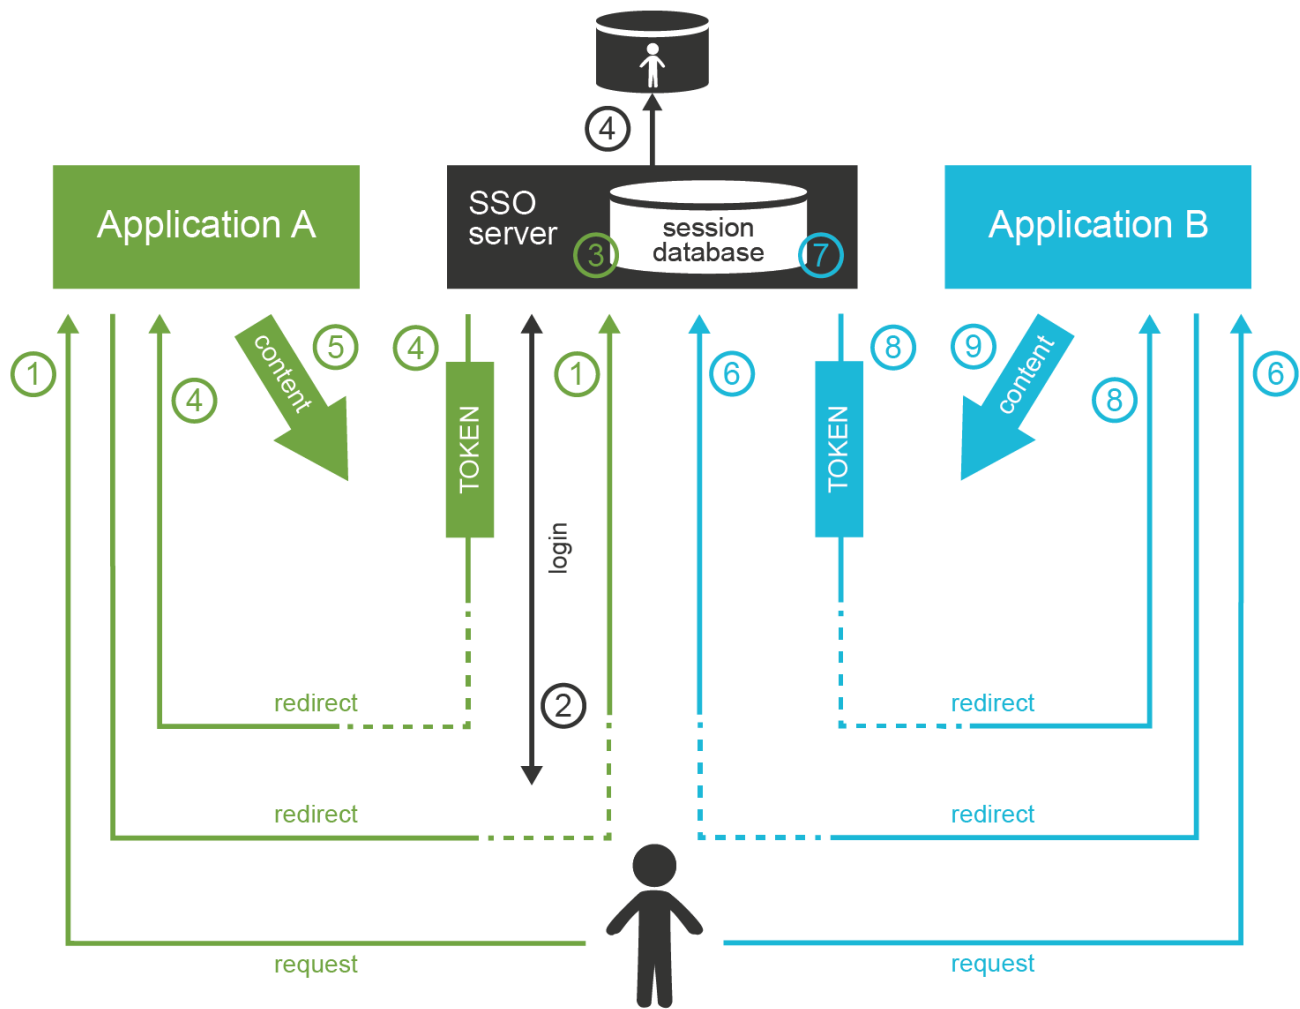 4
Application A
SSO
server
session
database
3
7
Application B
1
4
content
5
4
TOKEN
login
2
1
6
8
TOKEN
9
content
8
6
redirect
redirect
redirect
redirect
request
request